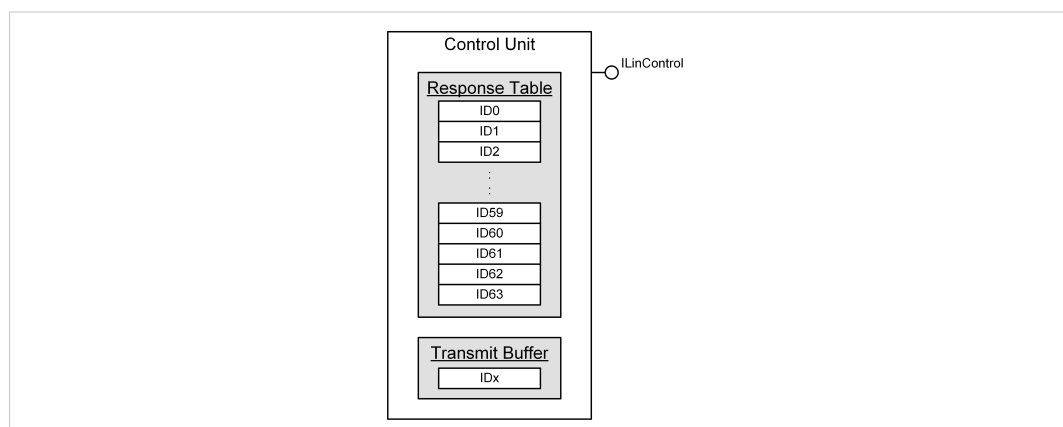 Control Unit
ILinControl
Response Table
ID0
ID1
ID2
:
:
ID59
ID60
ID61
ID62
ID63
Transmit Buffer
IDx